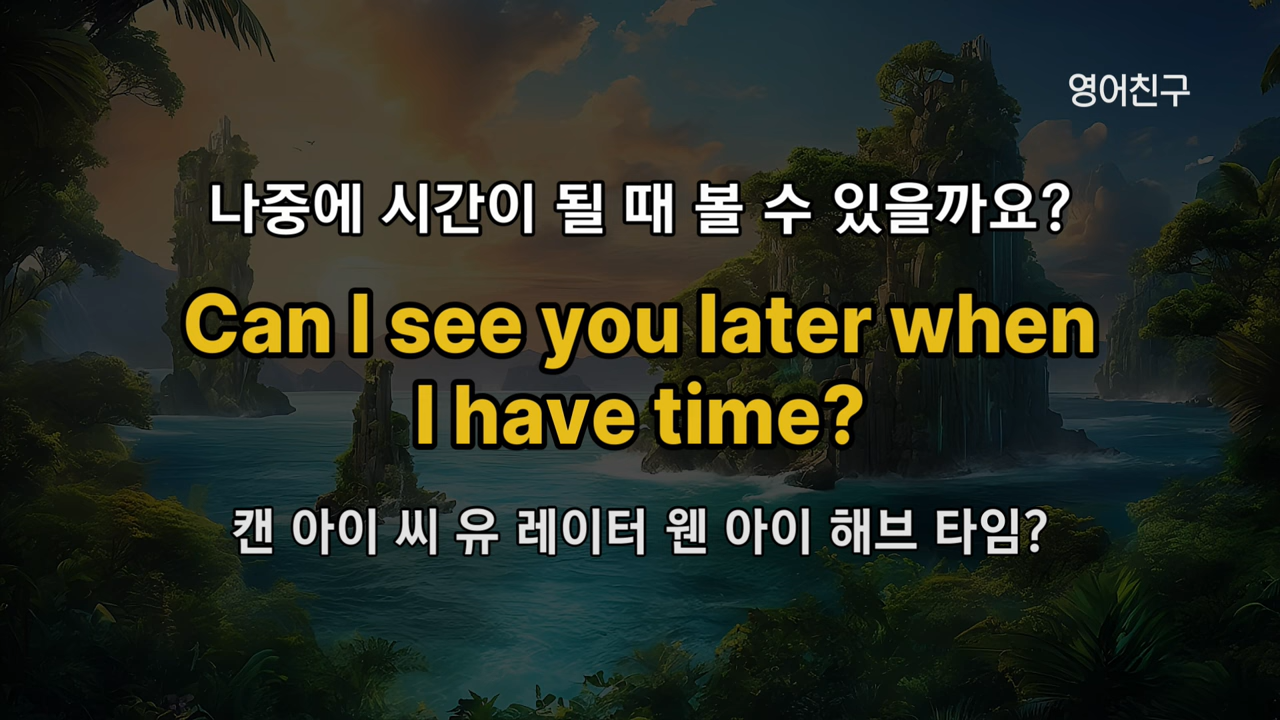 영어친구
나중에 시간이 될 때 볼 수 있을까요?
Can I see you later when
I have time?
캔 아이 씨 유 레이터 웬 아이 해브 타임?